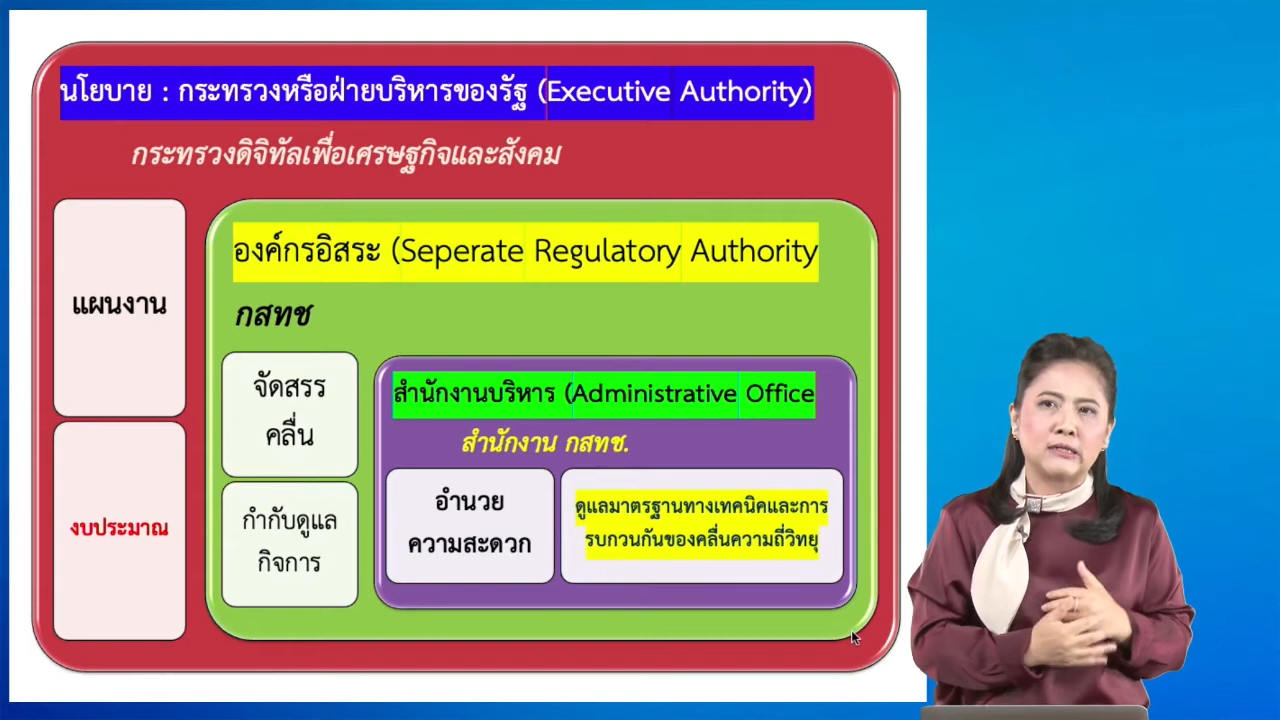 นโยบาย : กระทรวงหรือฝ่ายบริหารของรัฐ (Executive Authority)
กระทรวงดิจิทัลเพื่อเศรษฐกิจและสังคม
แผนงาน
งบประมาณ
องค์กรอิสระ (Seperate Regulatory Authority
กสทช
จัดสรร
คลื่น
กำกับดูแล
กิจการ
สำนักงานบริหาร (Administrative Office
สำนักงาน กสทช.
อำนวย
ความสะดวก
ดูแลมาตรฐานทางเทคนิคและการ
รบกวนกันของคลื่นความถี่วิทยุ